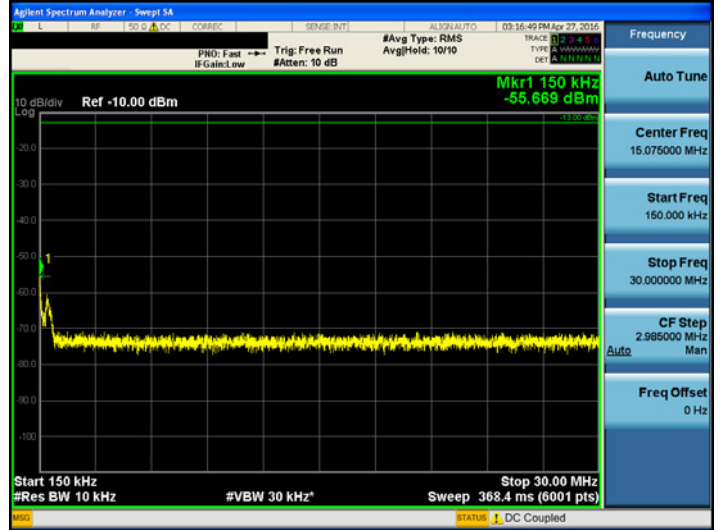 Agilent Spectrum Analyzer - Swept SA
L RF 50 Ω DC CORREC SENSE:INT ALIGN AUTO 03:16:49 PM Apr 27, 2016
Frequency
#Avg Type: RMS
TRACE 1 2 3 4 5 6
PNO: Fast Trig: Free Run Avg|Hold: 10/10
TYPE A
IFGain:Low #Atten: 10 dB
DET A N N N N N
Auto Tune
Mkr1 150 kHz
-55.669 dBm
10 dB/div Ref -10.00 dBm
Log
-13.00 dBm
Center Freq
15.075000 MHz
-20.0
-30.0
Start Freq
150.000 kHz
-40.0
-50.0
1
Stop Freq
30.000000 MHz
-60.0
-70.0
CF Step
2.985000 MHz
Auto Man
-80.0
-90.0
Freq Offset
0 Hz
-100
Start 150 kHz Stop 30.00 MHz
#Res BW 10 kHz #VBW 30 kHz* Sweep 368.4 ms (6001 pts)
MSG STATUS DC Coupled